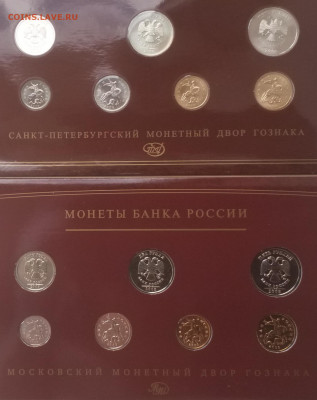 COINS.LAVE.RU
САНКТ-ПЕТЕРБУРГСКИЙ МОНЕТНЫЙ ДВОР ГОЗНАКА
МОНЕТЫ БАНКА РОССИИ
МОСКОВСКИЙ МОНЕТНЫЙ ДВОР ГОЗНАКА